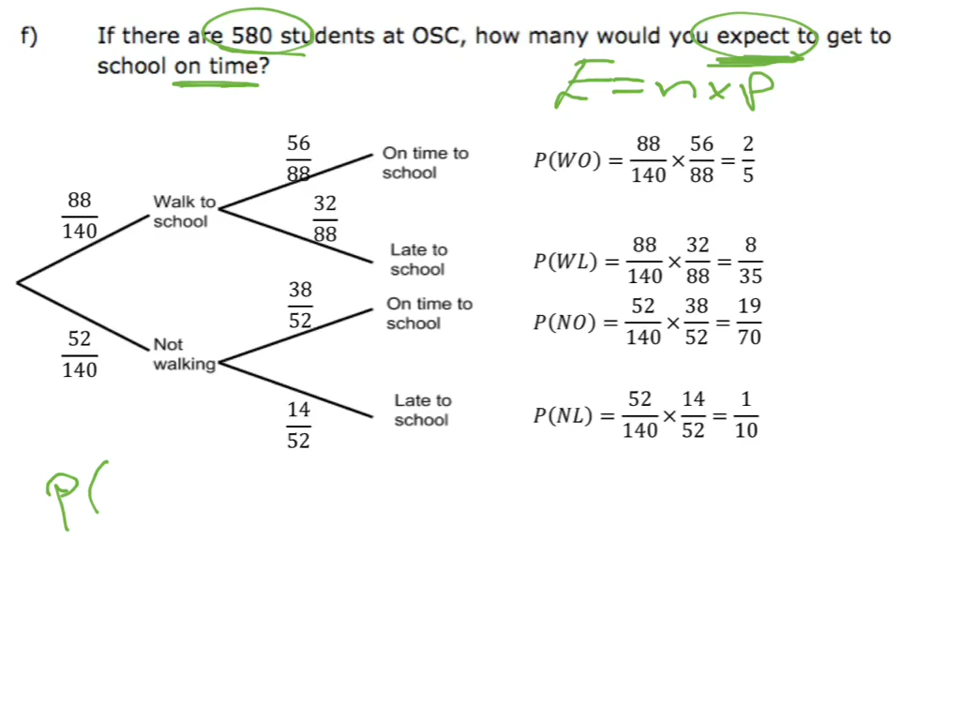 f) If there are 580 students at OSC, how many would you expect to get to
school on time?
E=n×p
56/88
On time to
school
P(WO) = 88/140 × 56/88 = 2/5
88/140
Walk to
school
32/88
Late to
school
P(WL) = 88/140 × 32/88 = 8/35
38/52
On time to
school
P(NO) = 52/140 × 38/52 = 19/70
52/140
Not
walking
14/52
Late to
school
P(NL) = 52/140 × 14/52 = 1/10
P(